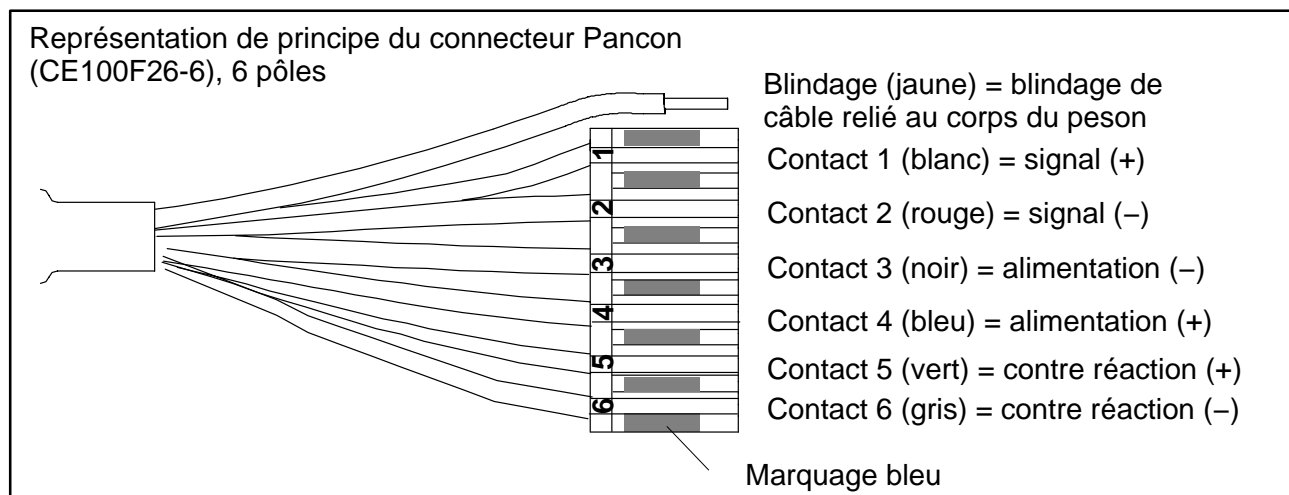 Représentation de principe du connecteur Pancon
(CE100F26-6), 6 pôles
Blindage (jaune) = blindage de
câble relié au corps du peson
1
Contact 1 (blanc) = signal (+)
2
Contact 2 (rouge) = signal (−)
3
Contact 3 (noir) = alimentation (−)
4
Contact 4 (bleu) = alimentation (+)
5
Contact 5 (vert) = contre réaction (+)
6
Contact 6 (gris) = contre réaction (−)
Marquage bleu